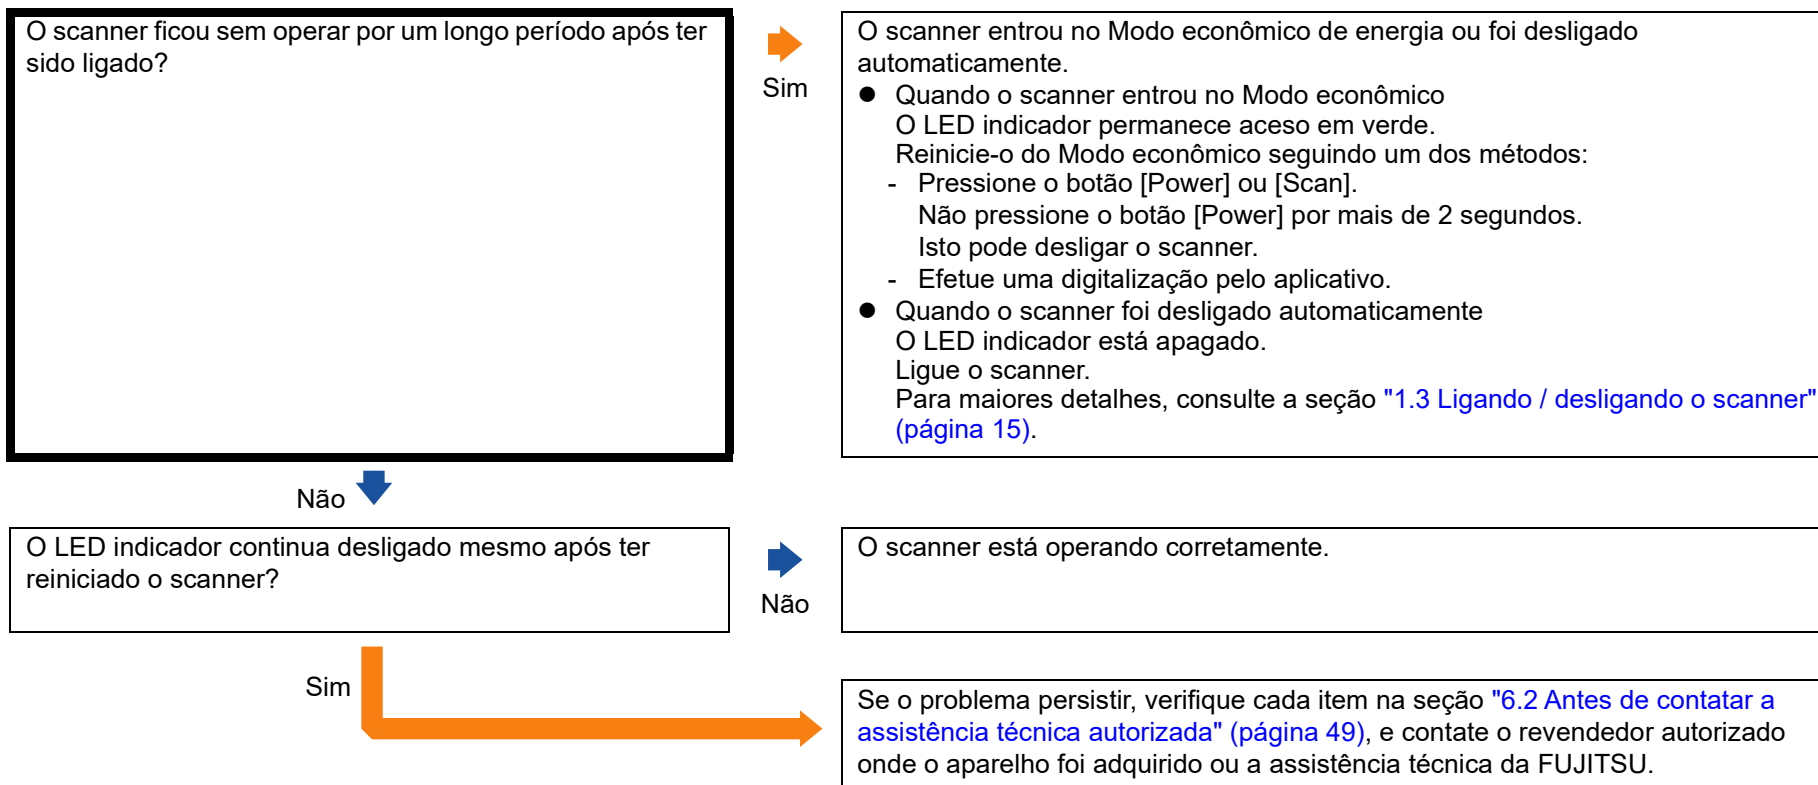 O scanner ficou sem operar por um longo período após ter
sido ligado?
Sim
O scanner entrou no Modo econômico de energia ou foi desligado
automaticamente.
● Quando o scanner entrou no Modo econômico
O LED indicador permanece aceso em verde.
Reinicie-o do Modo econômico seguindo um dos métodos:
- Pressione o botão [Power] ou [Scan].
Não pressione o botão [Power] por mais de 2 segundos.
Isto pode desligar o scanner.
- Efetue uma digitalização pelo aplicativo.
● Quando o scanner foi desligado automaticamente
O LED indicador está apagado.
Ligue o scanner.
Para maiores detalhes, consulte a seção "1.3 Ligando / desligando o scanner"
(página 15).
Não
O LED indicador continua desligado mesmo após ter
reiniciado o scanner?
Não
O scanner está operando corretamente.
Sim
Se o problema persistir, verifique cada item na seção "6.2 Antes de contatar a
assistência técnica autorizada" (página 49), e contate o revendedor autorizado
onde o aparelho foi adquirido ou a assistência técnica da FUJITSU.